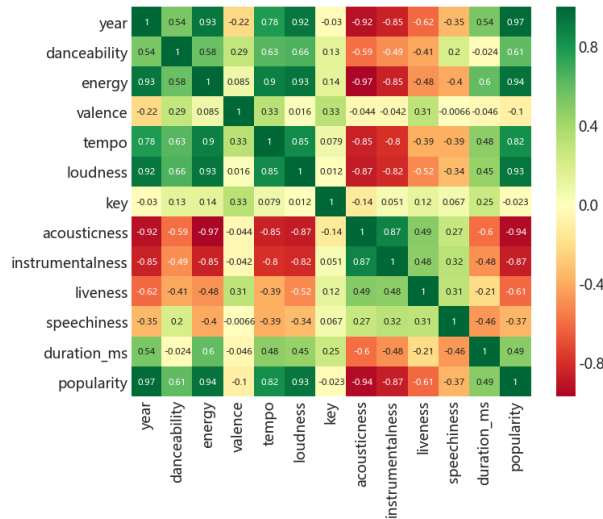 year 1 0.54 0.93 -0.22 0.78 0.92 -0.03 -0.92 -0.85 -0.62 -0.35 0.54 0.97
danceability 0.54 1 0.58 0.29 0.63 0.66 0.13 -0.59 -0.49 -0.41 0.2 -0.024 0.61
energy 0.93 0.58 1 0.085 0.9 0.93 0.14 -0.97 -0.85 -0.48 -0.4 0.6 0.94
valence -0.22 0.29 0.085 1 0.33 0.016 0.33 -0.044 -0.042 0.31 -0.0066 -0.046 -0.1
tempo 0.78 0.63 0.9 0.33 1 0.85 0.079 -0.85 -0.8 -0.39 -0.39 0.48 0.82
loudness 0.92 0.66 0.93 0.016 0.85 1 0.012 -0.87 -0.82 -0.52 -0.34 0.45 0.93
key -0.03 0.13 0.14 0.33 0.079 0.012 1 -0.14 0.051 0.12 0.067 0.25 -0.023
acousticness -0.92 -0.59 -0.97 -0.044 -0.85 -0.87 -0.14 1 0.87 0.49 0.27 -0.6 -0.94
instrumentalness -0.85 -0.49 -0.85 -0.042 -0.8 -0.82 0.051 0.87 1 0.48 0.32 -0.48 -0.87
liveness -0.62 -0.41 -0.48 0.31 -0.39 -0.52 0.12 0.49 0.48 1 0.31 -0.21 -0.61
speechiness -0.35 0.2 -0.4 -0.0066 -0.39 -0.34 0.067 0.27 0.32 0.31 1 -0.46 -0.37
duration_ms 0.54 -0.024 0.6 -0.046 0.48 0.45 0.25 -0.6 -0.48 -0.21 -0.46 1 0.49
popularity 0.97 0.61 0.94 -0.1 0.82 0.93 -0.023 -0.94 -0.87 -0.61 -0.37 0.49 1
year danceability energy valence tempo loudness key acousticness instrumentalness liveness speechiness duration_ms popularity
0.8
0.4
0.0
-0.4
-0.8